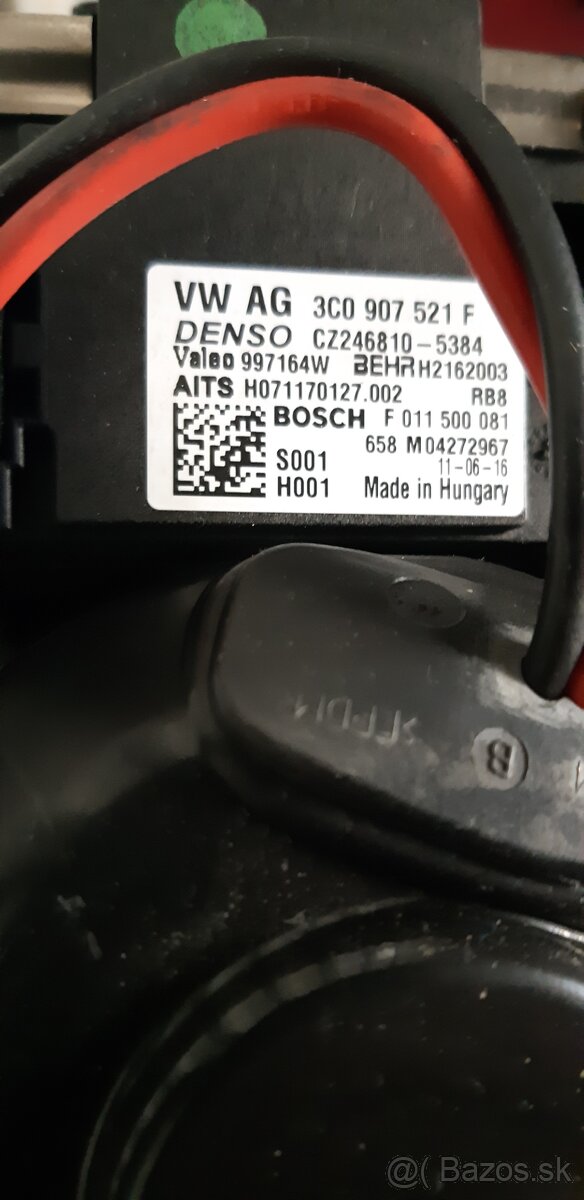 VW AG 3C0 907 521 F
DENSO CZ246810-5384
Valeo 997164W BEHR H2162003
AITS H071170127.002 RB8
BOSCH F 011 500 081
658 M04272967
S001 11-06-16
H001 Made in Hungary
B
@( Bazos.sk